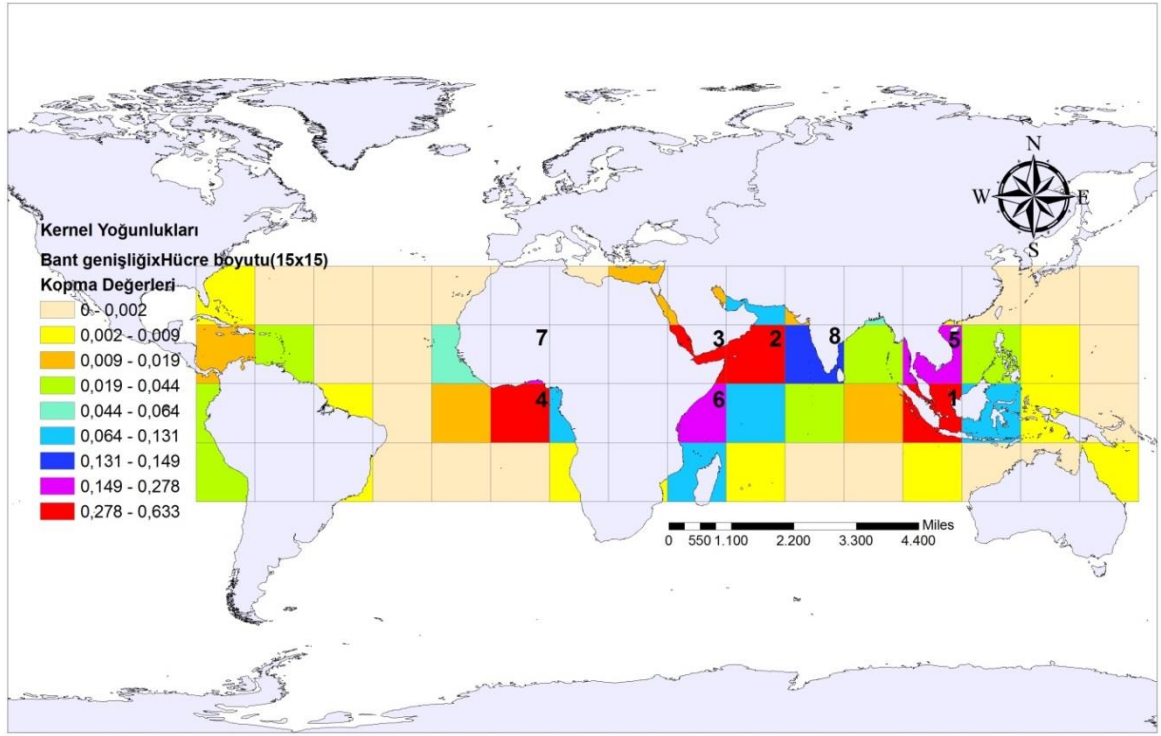 N
W E
S
Kernel Yoğunlukları
Bant genişliğixHücre boyutu(15x15)
Kopma Değerleri
0 - 0,002
0,002 - 0,009
0,009 - 0,019
0,019 - 0,044
0,044 - 0,064
0,064 - 0,131
0,131 - 0,149
0,149 - 0,278
0,278 - 0,633
7 3 2 8 5
4 6 1
Miles
0 550 1.100 2.200 3.300 4.400